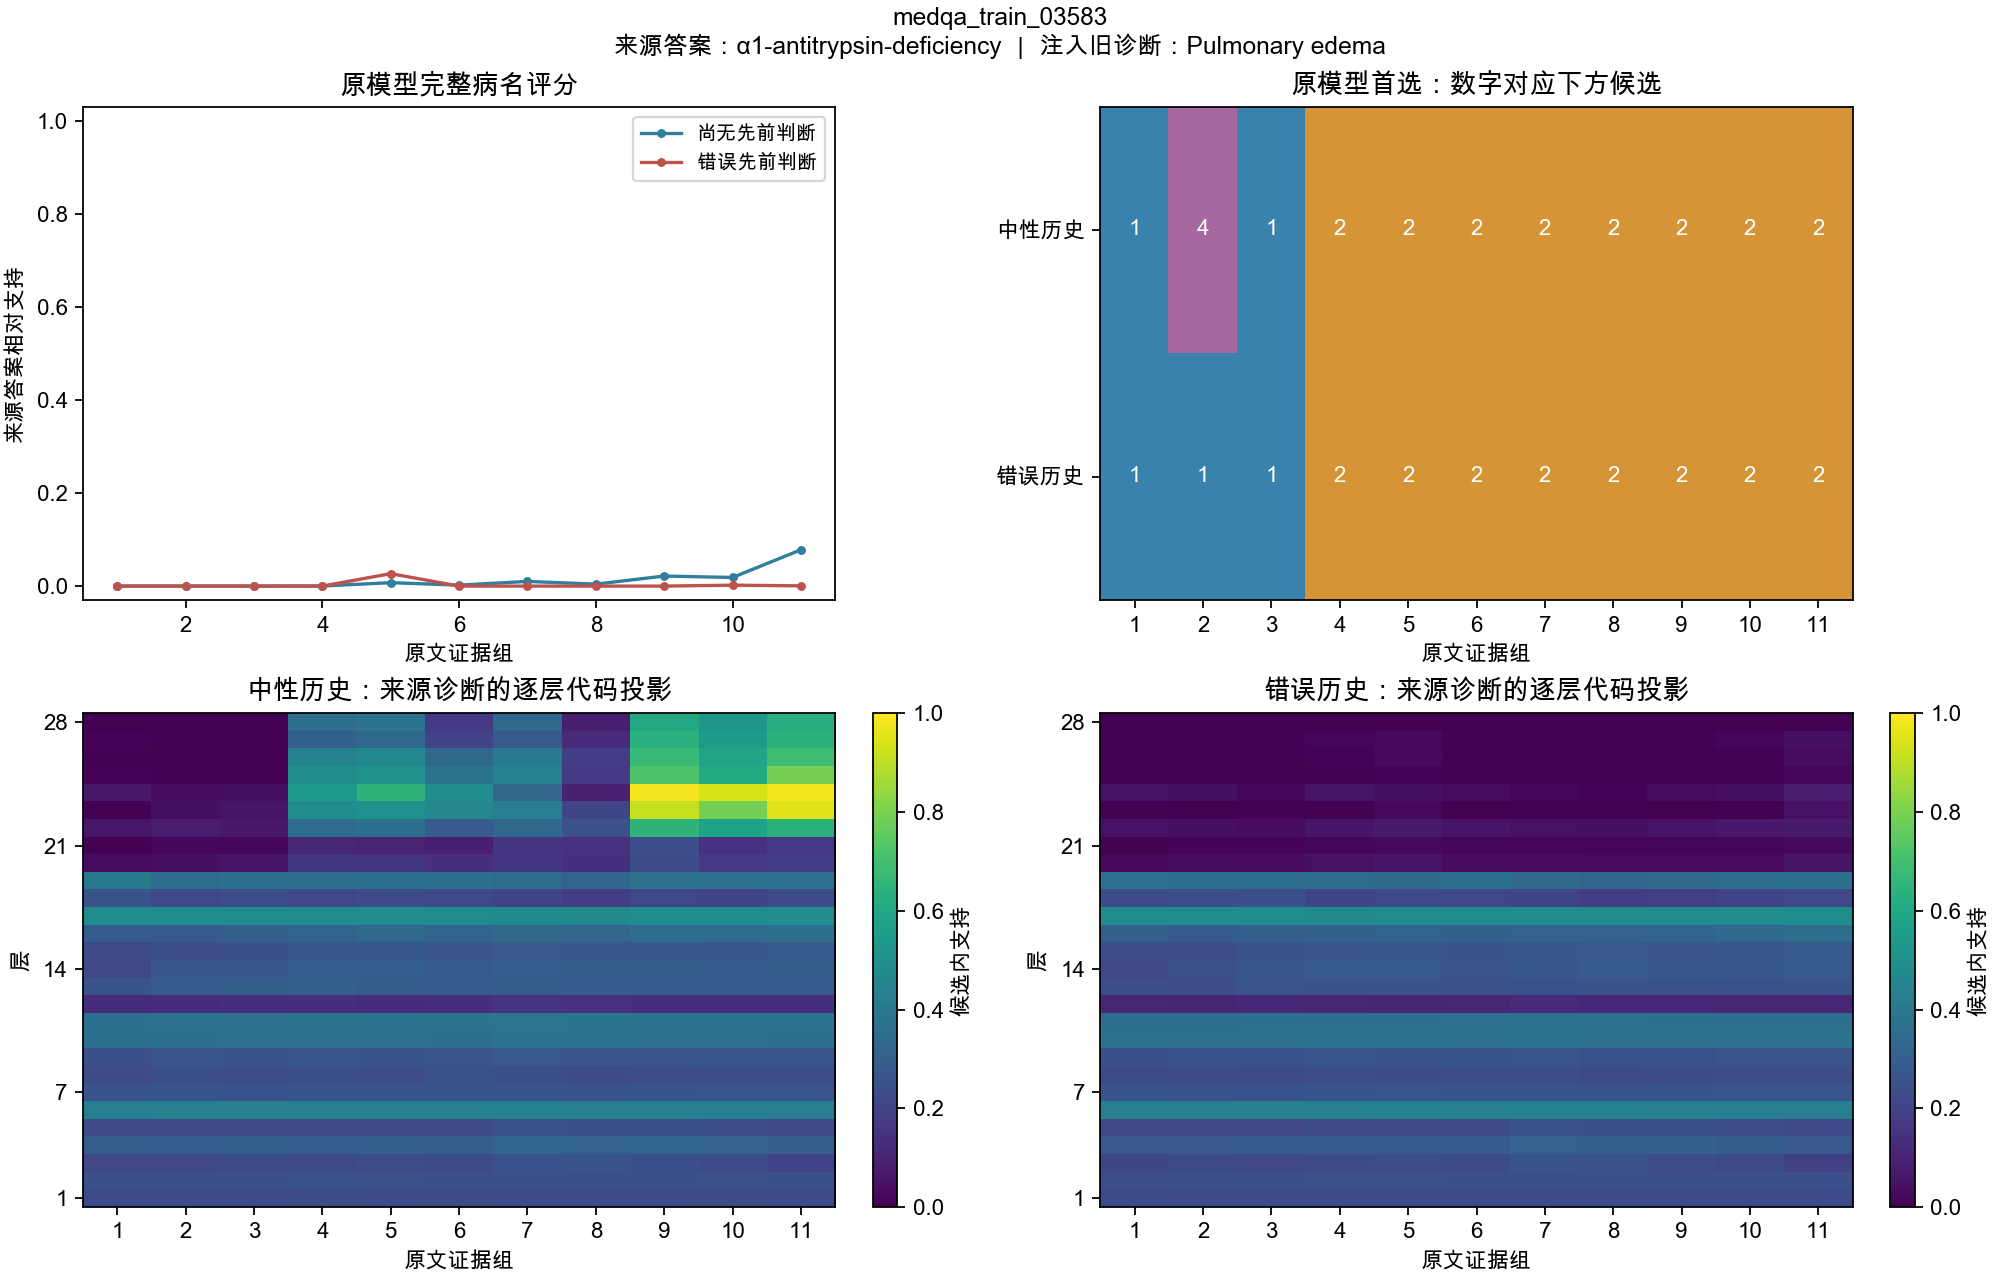 medqa_train_03583
来源答案：α1-antitrypsin-deficiency | 注入旧诊断：Pulmonary edema
原模型完整病名评分
1.0
0.8
0.6
0.4
0.2
0.0
来源答案相对支持
尚无先前判断
错误先前判断
2 4 6 8 10
原文证据组
原模型首选：数字对应下方候选
中性历史
1 4 1 2 2 2 2 2 2 2 2
错误历史
1 1 1 2 2 2 2 2 2 2 2
1 2 3 4 5 6 7 8 9 10 11
原文证据组
中性历史：来源诊断的逐层代码投影
28
21
14
7
1
层
1 2 3 4 5 6 7 8 9 10 11
原文证据组
1.0
0.8
0.6
0.4
0.2
0.0
候选内支持
错误历史：来源诊断的逐层代码投影
28
21
14
7
1
层
1 2 3 4 5 6 7 8 9 10 11
原文证据组
1.0
0.8
0.6
0.4
0.2
0.0
候选内支持